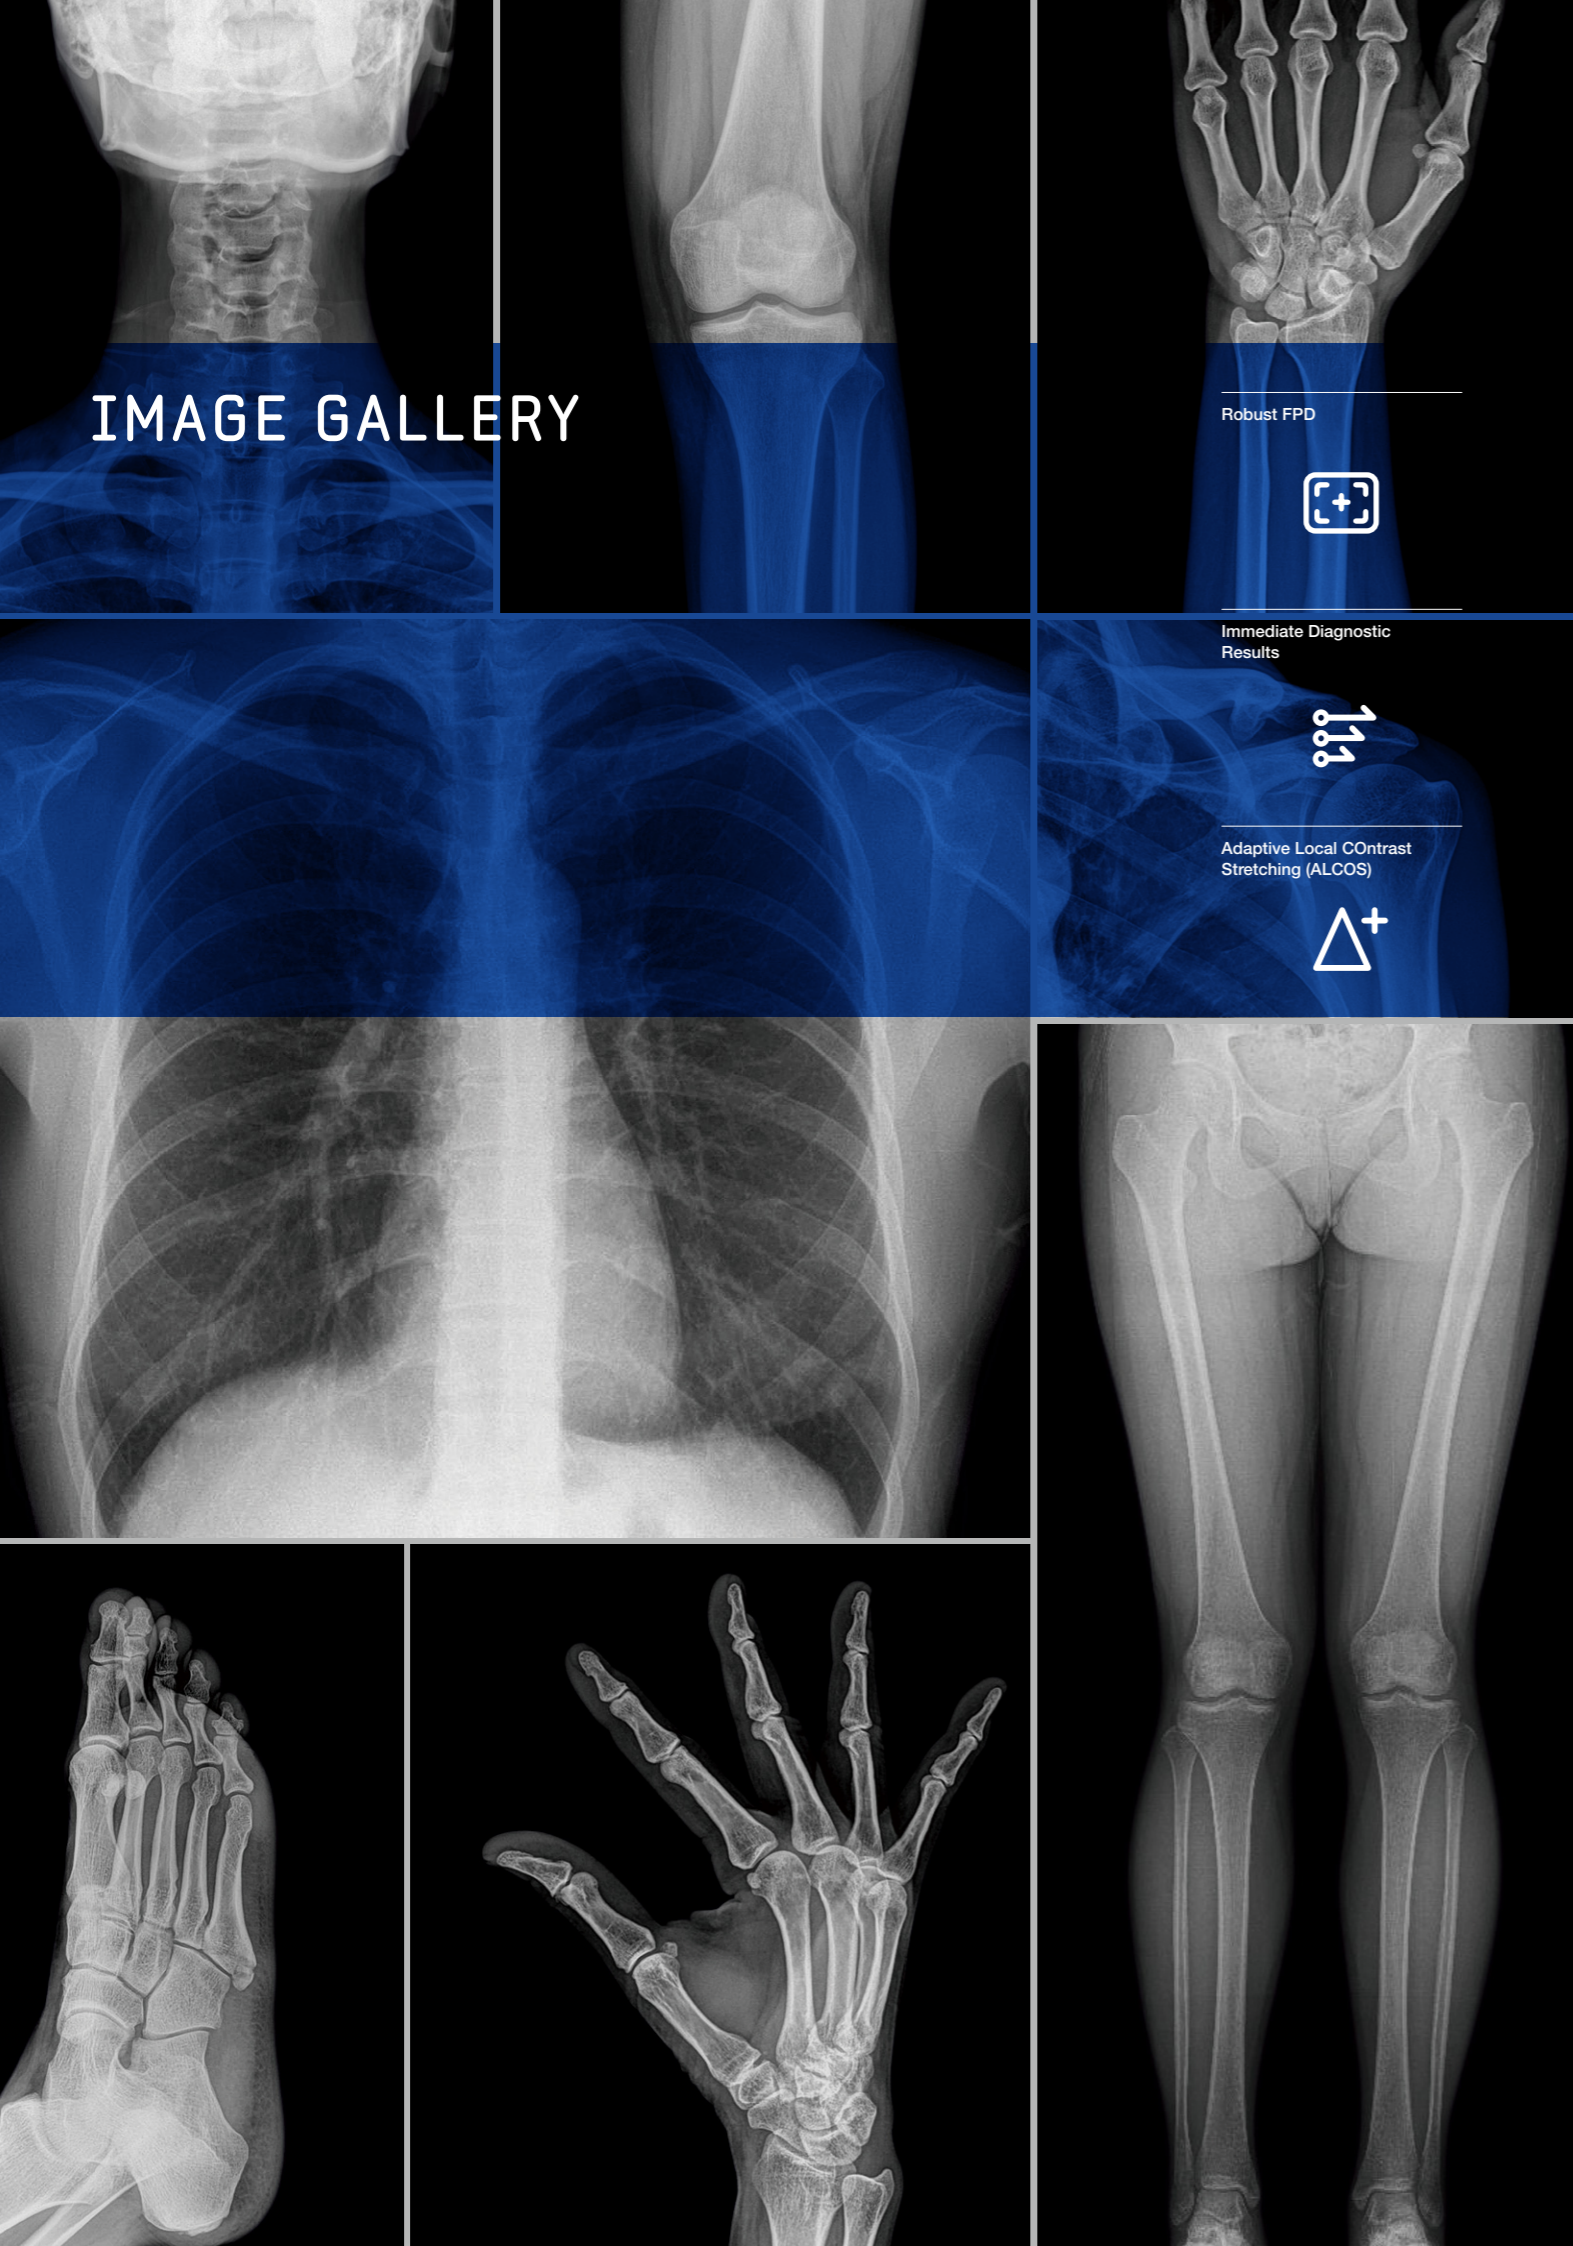 IMAGE GALLERY
Robust FPD
Immediate Diagnostic
Results
Adaptive Local COntrast
Stretching (ALCOS)